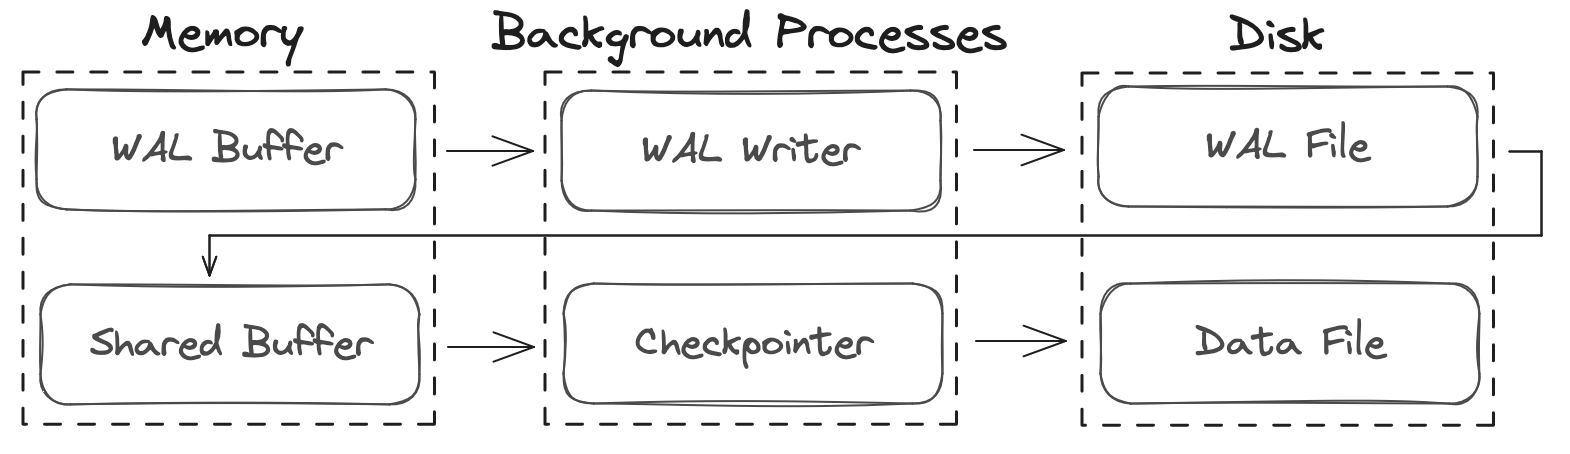 Memory
Background Processes
Disk
WAL Buffer
WAL Writer
WAL File
Shared Buffer
Checkpointer
Data File